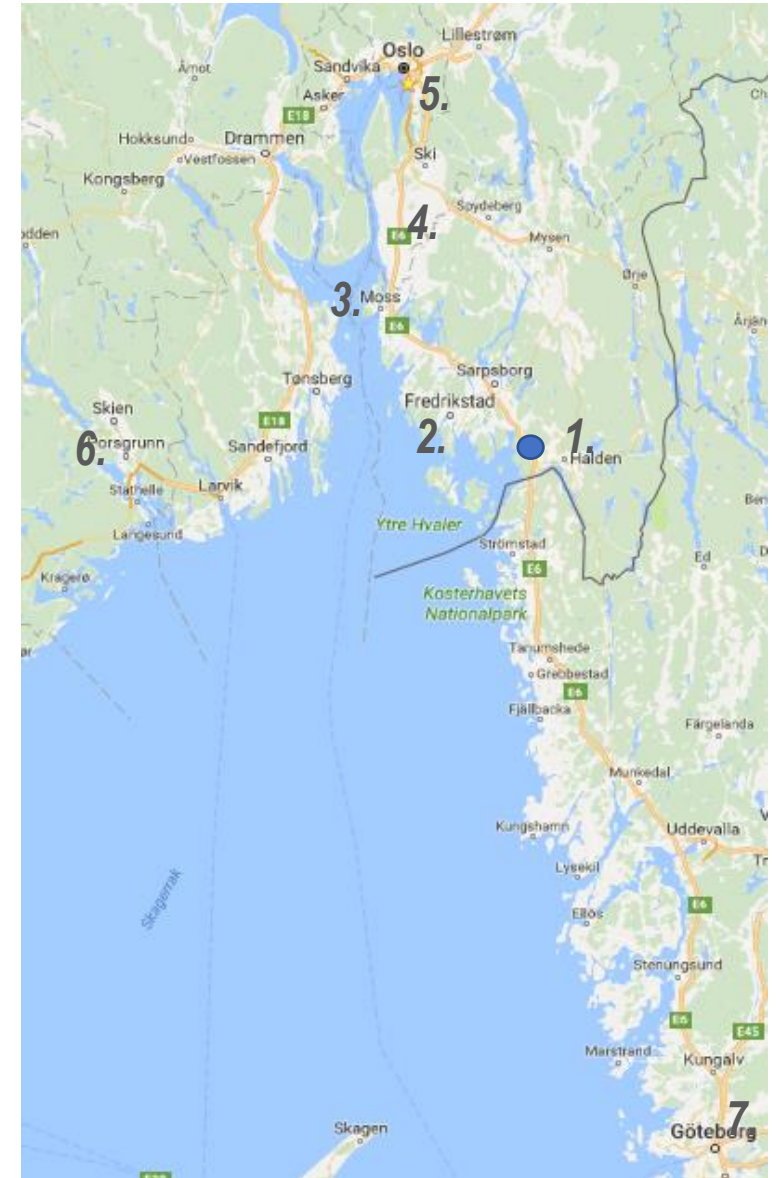 Lillestrøm
Oslo
Åmot
Sandvika
Asker
5.
E18
Hokksund
Drammen
Vestfossen
Ski
Kongsberg
Spydeberg
dden
4.
E6
Mysen
Ørje
3.
Moss
E6
Årjän
Tønsberg
Sarpsborg
Skien
Fredrikstad
E18
6.
orsgrunn
Sandefjord
2.
1.
Halden
Stathelle
Larvik
Langesund
Ytre Hvaler
Strömstad
Ed
E6
Kragerø
Kosterhavets
Nationalpark
Tanumshede
Grebbestad
E6
Fjällbacka
Färgelanda
Munkedal
Kungshamn
Uddevalla
Lysekil
Skagerrak
E6
Ellös
Stenungsund
E6
E45
Marstrand
Kungälv
7
Skagen
Göteborg